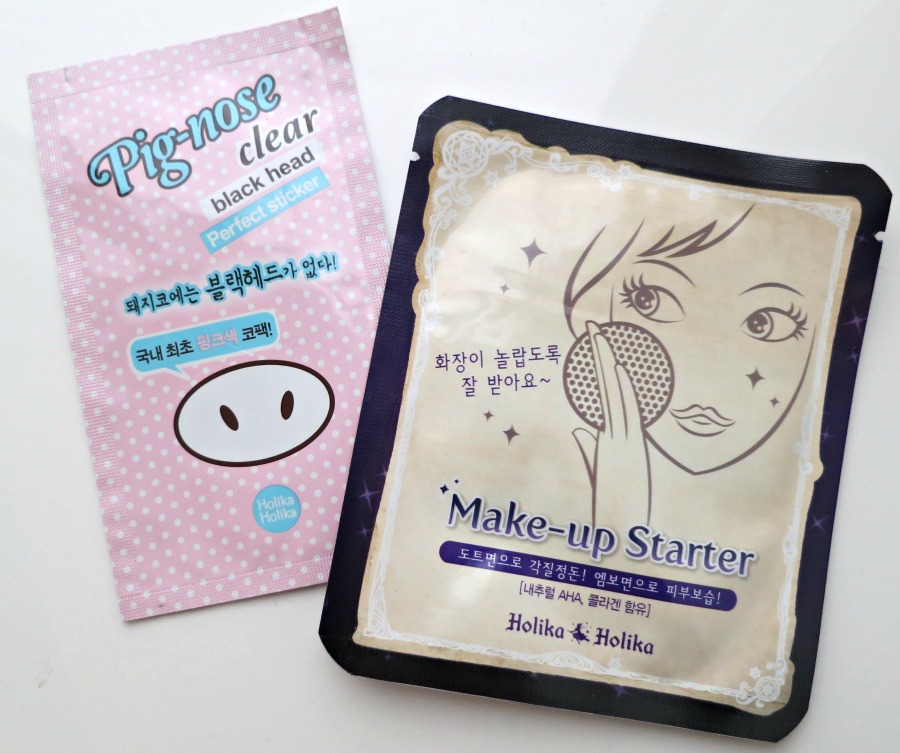 Pig-nose
clear
black head
Perfect sticker
돼지코에는 블랙헤드가 없다!
국내 최초 핑크색 코팩!
Holika
Holika
화장이 놀랍도록
잘 받아요~
Make-up Starter
도트면으로 각질정돈! 엠보면으로 피부보습!
[내추럴 AHA, 콜라겐 함유]
Holika Holika